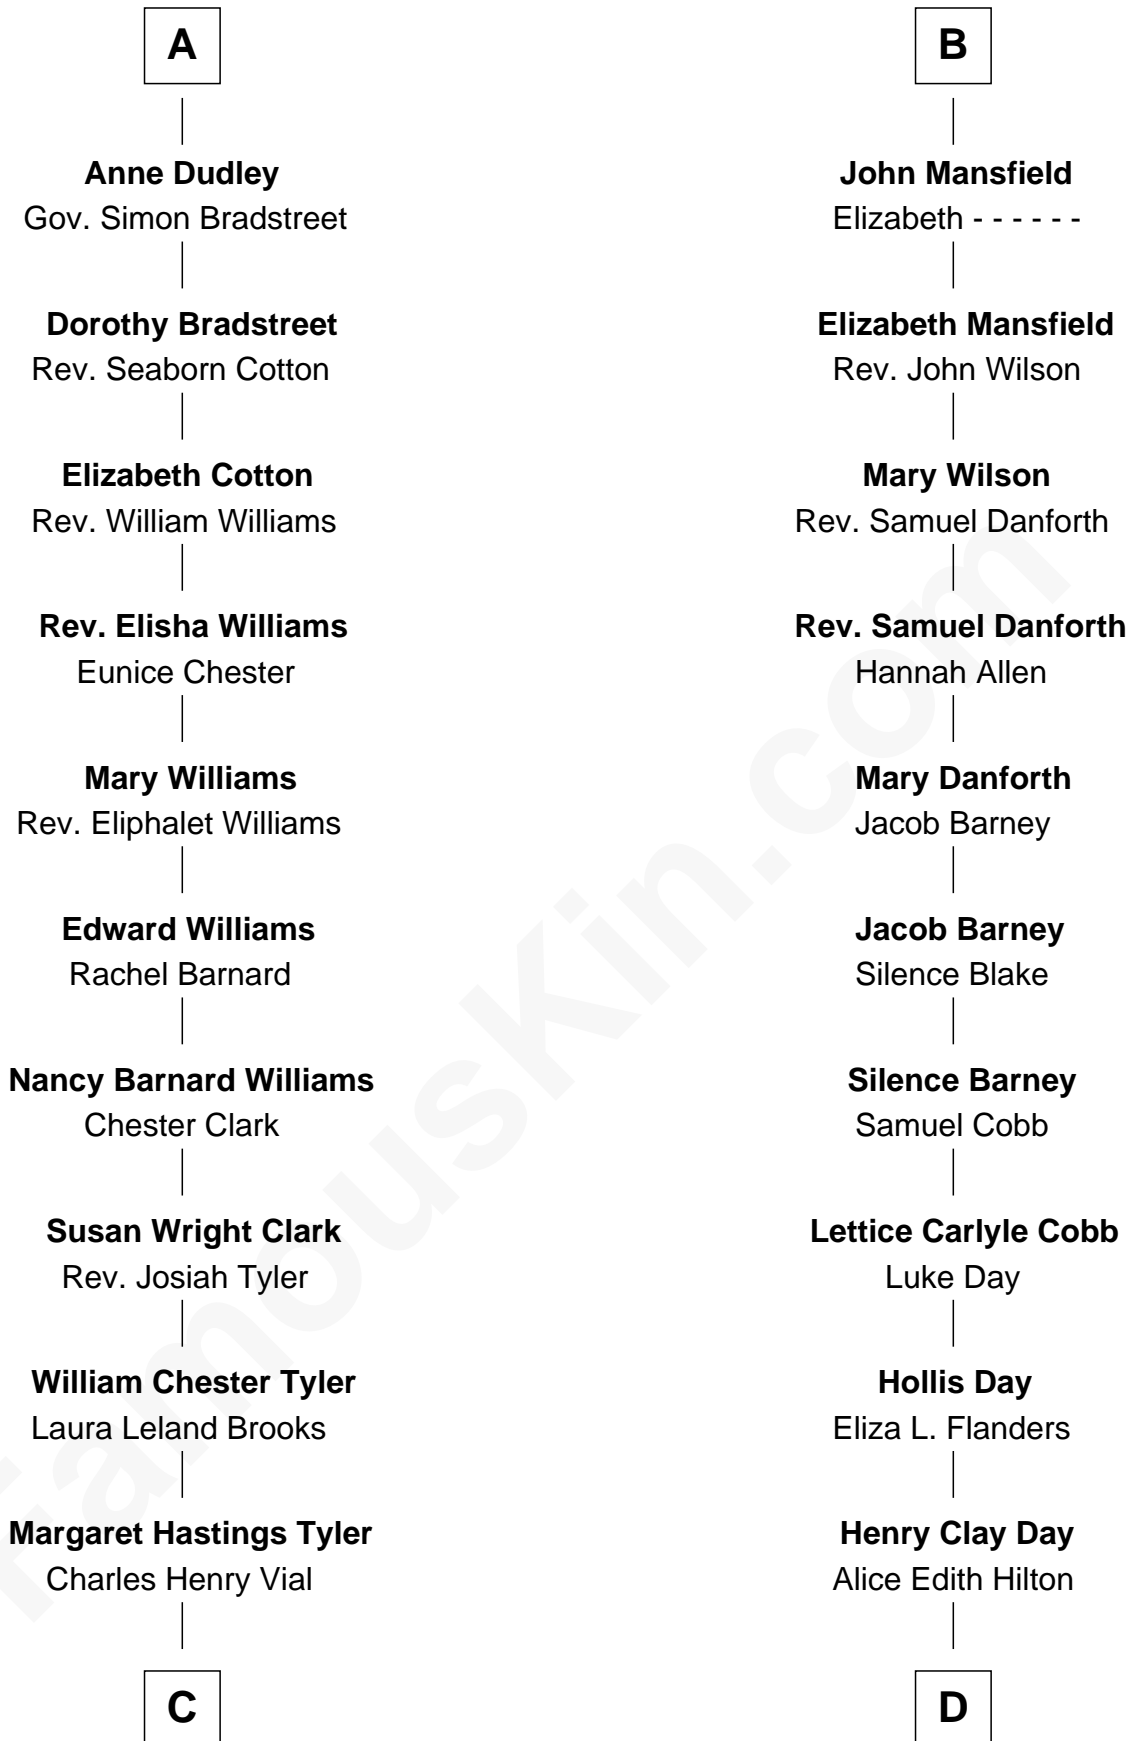 A
Anne Dudley
Gov. Simon Bradstreet
Dorothy Bradstreet
Rev. Seaborn Cotton
Elizabeth Cotton
Rev. William Williams
Rev. Elisha Williams
Eunice Chester
Mary Williams
Rev. Eliphalet Williams
Edward Williams
Rachel Barnard
Nancy Barnard Williams
Chester Clark
Susan Wright Clark
Rev. Josiah Tyler
William Chester Tyler
Laura Leland Brooks
Margaret Hastings Tyler
Charles Henry Vial
C
B
John Mansfield
Elizabeth - - - - - -
Elizabeth Mansfield
Rev. John Wilson
Mary Wilson
Rev. Samuel Danforth
Rev. Samuel Danforth
Hannah Allen
Mary Danforth
Jacob Barney
Jacob Barney
Silence Blake
Silence Barney
Samuel Cobb
Lettice Carlyle Cobb
Luke Day
Hollis Day
Eliza L. Flanders
Henry Clay Day
Alice Edith Hilton
D
FamousKin.com